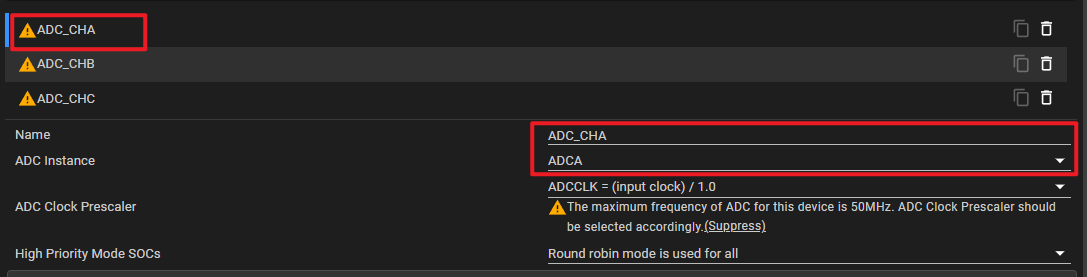 ADC_CHA
ADC_CHB
ADC_CHC
Name ADC_CHA
ADC Instance ADCA
ADCCLK = (input clock) / 1.0
ADC Clock Prescaler The maximum frequency of ADC for this device is 50MHz. ADC Clock Prescaler should
be selected accordingly.(Suppress)
High Priority Mode SOCs Round robin mode is used for all